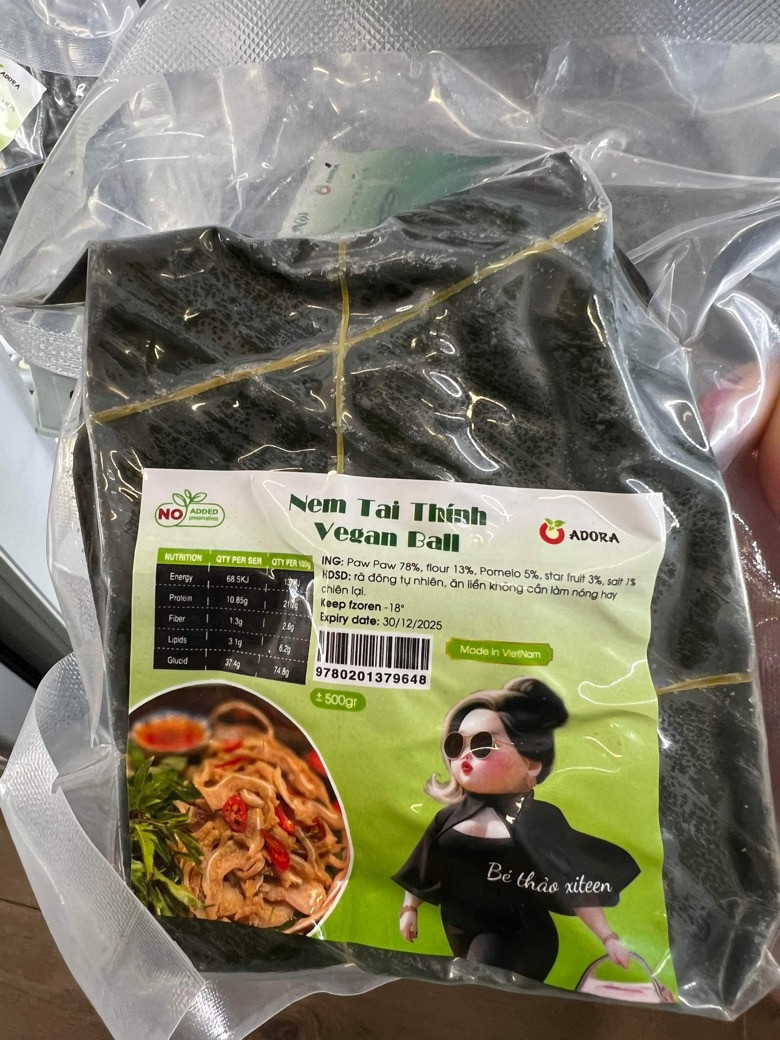 ADORA
NO ADDED
preservatives
Nem Tai Thính
Vegan Ball
ADORA
NUTRITION QTY PER SER QTY PER 100g
Energy 68.5KJ
Protein 10.85g
Fiber 1.3g 2.6g
Lipids 3.1g 6.2g
Glucid 37.4g 74.8g
ING: Paw Paw 78%, flour 13%. Pomelo 5%, star fruit 3%, salt 1%
HDSD: rã đông tự nhiên, ăn liền không cần làm nóng hay
chiên lại.
Keep fzoren -18°
Expiry date: 30/12/2025
9780201379648
Made in VietNam
±500gr
Bé thảo xiteen